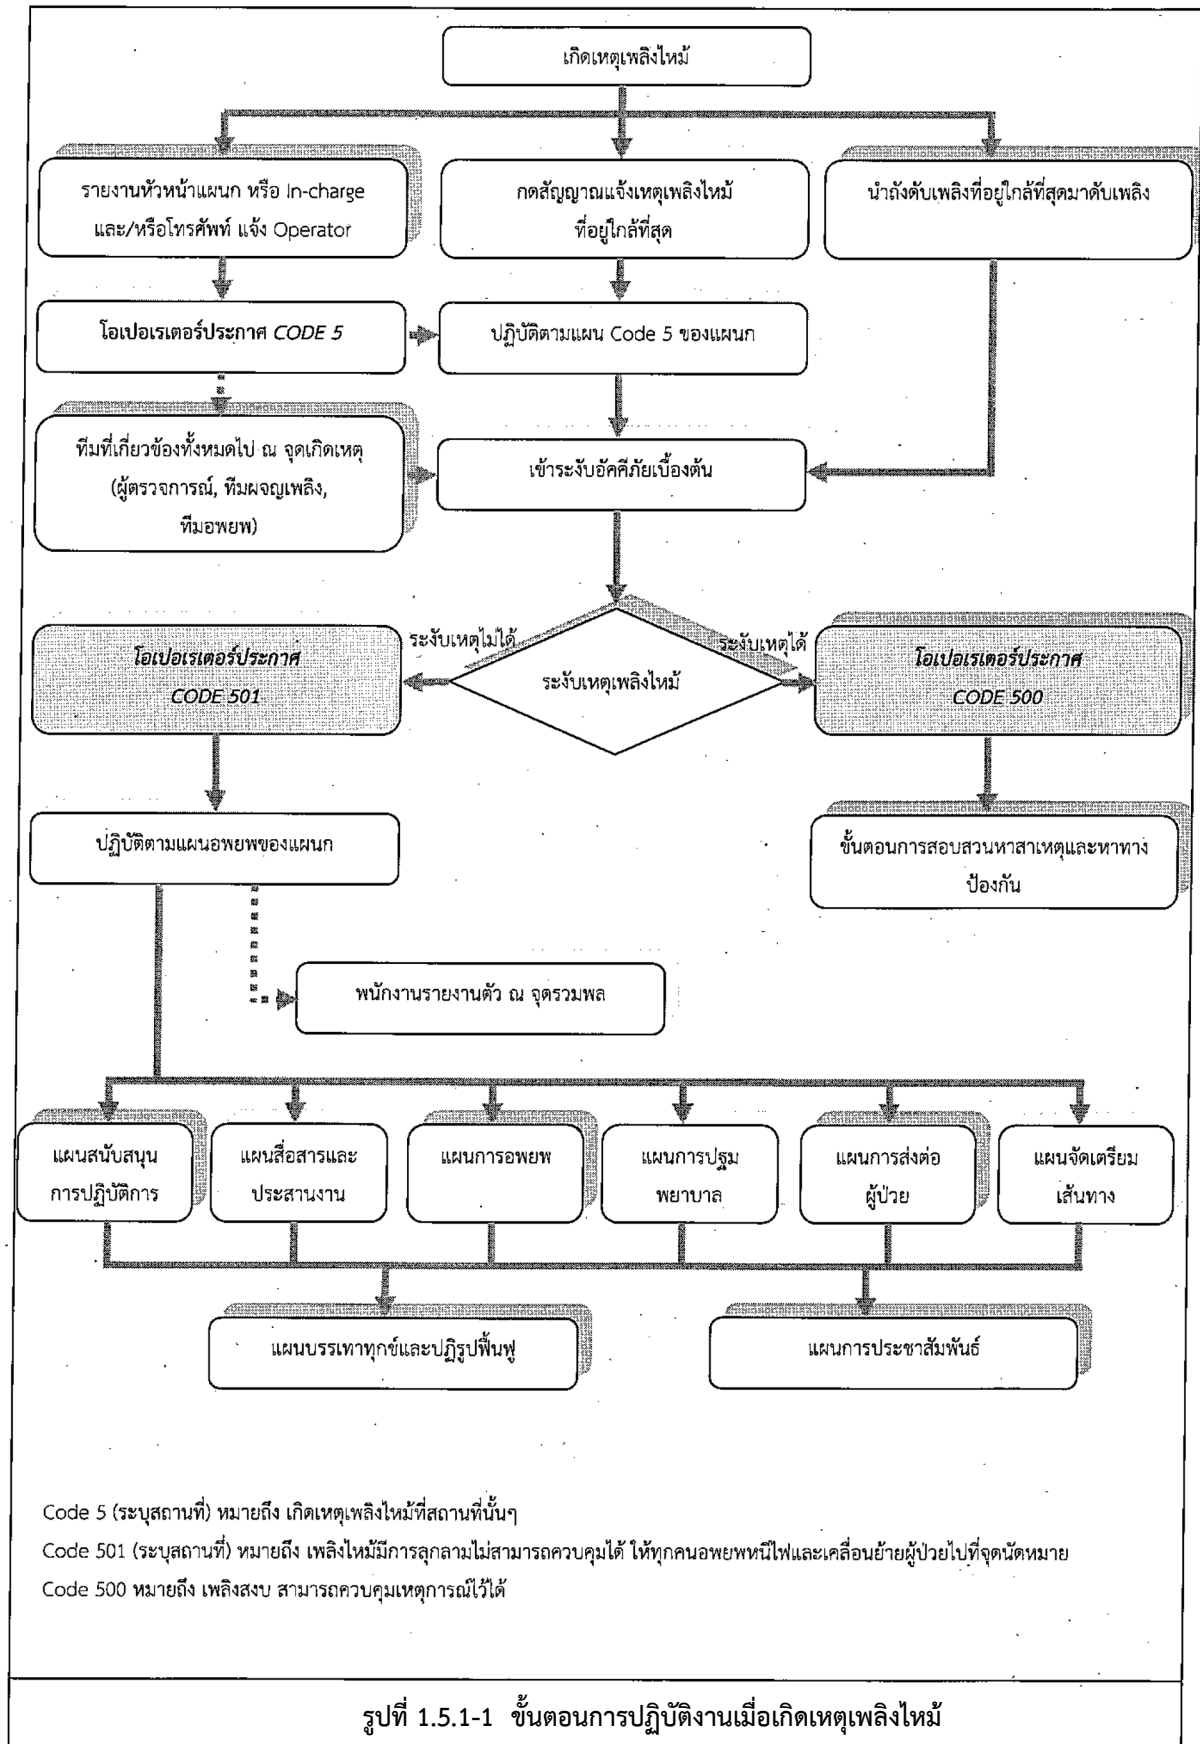 เกิดเหตุเพลิงไหม้
รายงานหัวหน้าแผนก หรือ In-charge
และ/หรือโทรศัพท์ แจ้ง Operator
กดสัญญาณแจ้งเหตุเพลิงไหม้
ที่อยู่ใกล้ที่สุด
นำถังดับเพลิงที่อยู่ใกล้ที่สุดมาดับเพลิง
โอเปอเรเตอร์ประกาศ CODE 5
ปฏิบัติตามแผน Code 5 ของแผนก
ทีมที่เกี่ยวข้องทั้งหมดไป ณ จุดเกิดเหตุ
(ผู้ตรวจการณ์, ทีมผจญเพลิง,
ทีมอพยพ)
เข้าระงับอัคคีภัยเบื้องต้น
ระงับเหตุไม่ได้
ระงับเหตุได้
โอเปอเรเตอร์ประกาศ
CODE 501
ระงับเหตุเพลิงไหม้
โอเปอเรเตอร์ประกาศ
CODE 500
ปฏิบัติตามแผนอพยพของแผนก
ขั้นตอนการสอบสวนหาสาเหตุและหาทาง
ป้องกัน
พนักงานรายงานตัว ณ จุดรวมพล
แผนสนับสนุน
การปฏิบัติการ
แผนสื่อสารและ
ประสานงาน
แผนการอพยพ
แผนการปฐม
พยาบาล
แผนการส่งต่อ
ผู้ป่วย
แผนจัดเตรียม
เส้นทาง
แผนบรรเทาทุกข์และปฏิรูปฟื้นฟู
แผนการประชาสัมพันธ์
Code 5 (ระบุสถานที่) หมายถึง เกิดเหตุเพลิงไหม้ที่สถานที่นั้นๆ
Code 501 (ระบุสถานที่) หมายถึง เพลิงไหม้มีการลุกลามไม่สามารถควบคุมได้ ให้ทุกคนอพยพหนีไฟและเคลื่อนย้ายผู้ป่วยไปที่จุดนัดหมาย
Code 500 หมายถึง เพลิงสงบ สามารถควบคุมเหตุการณ์ไว้ได้
รูปที่ 1.5.1-1 ขั้นตอนการปฏิบัติงานเมื่อเกิดเหตุเพลิงไหม้